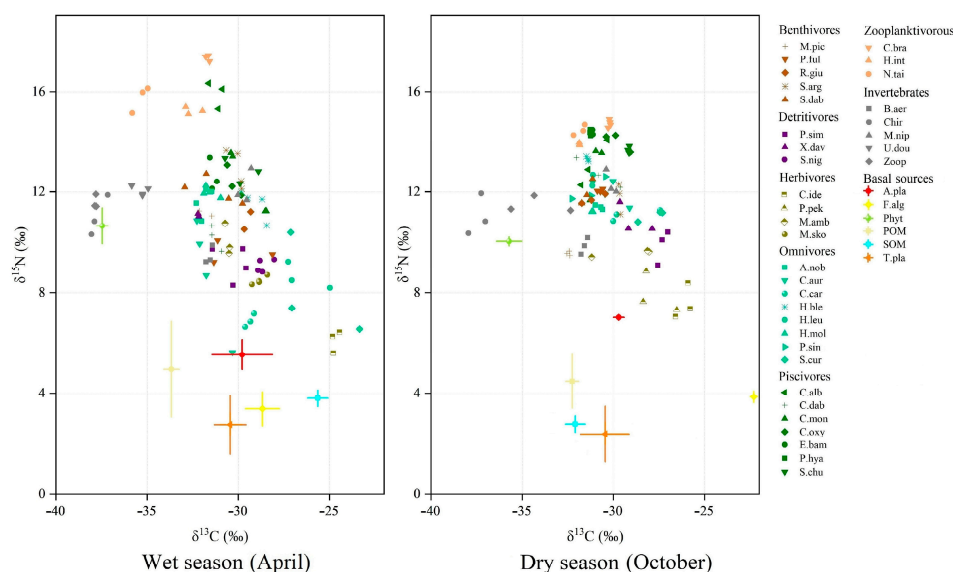 Benthivores
M.pic
P.ful
R.giu
S.arg
S.dab
Detritivores
P.sim
X.dav
S.nig
Herbivores
C.ide
P.pek
M.amb
M.sko
Omnivores
A.nob
C.aur
C.car
H.ble
H.leu
H.mol
P.sin
S.cur
Piscivores
C.alb
C.dab
C.mon
C.oxy
E.bam
P.hya
S.chu
Zooplanktivorous
C.bra
H.int
N.tai
Invertebrates
B.aer
Chir
M.nip
U.dou
Zoop
Basal sources
A.pla
F.alg
Phyt
POM
SOM
T.pla
16
12
8
4
0
δ15N (‰)
−40 −35 −30 −25
δ13C (‰)
Wet season (April)
16
12
8
4
0
δ15N (‰)
−40 −35 −30 −25
δ13C (‰)
Dry season (October)